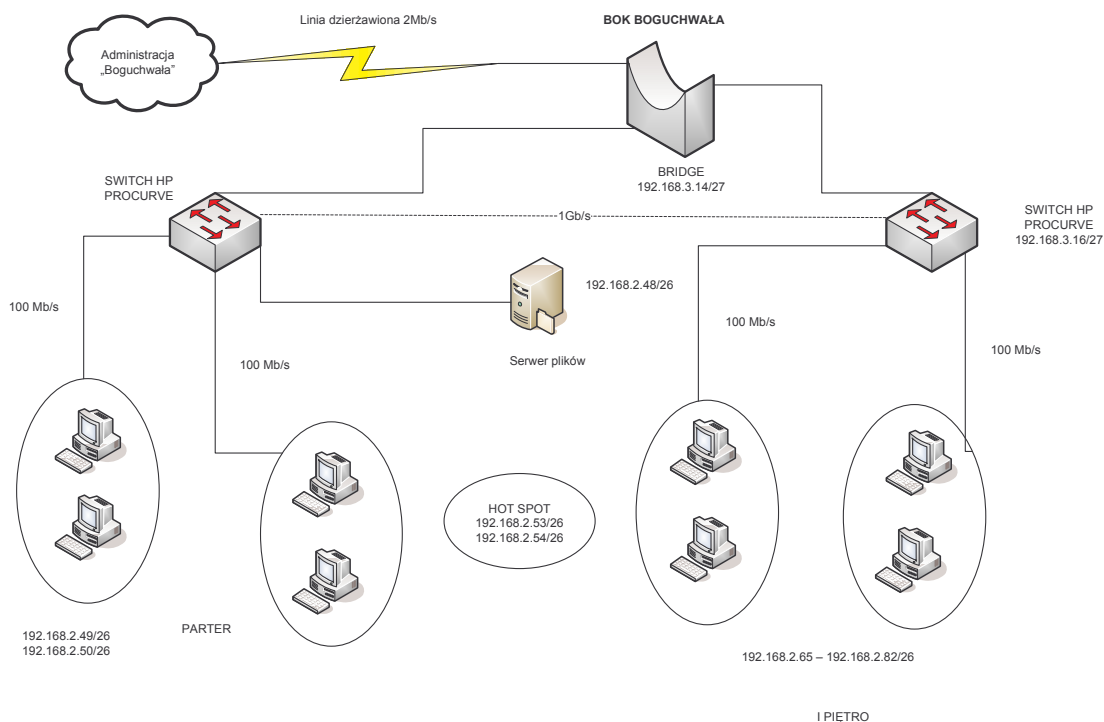 Linia dzierżawiona 2Mb/s
BOK BOGUCHWAŁA
Administracja
„Boguchwała”
BRIDGE
192.168.3.14/27
SWITCH HP
PROCURVE
1Gb/s
SWITCH HP
PROCURVE
192.168.3.16/27
192.168.2.48/26
100 Mb/s
100 Mb/s
100 Mb/s
100 Mb/s
Serwer plików
HOT SPOT
192.168.2.53/26
192.168.2.54/26
192.168.2.49/26
192.168.2.50/26
PARTER
192.168.2.65 – 192.168.2.82/26
I PIĘTRO